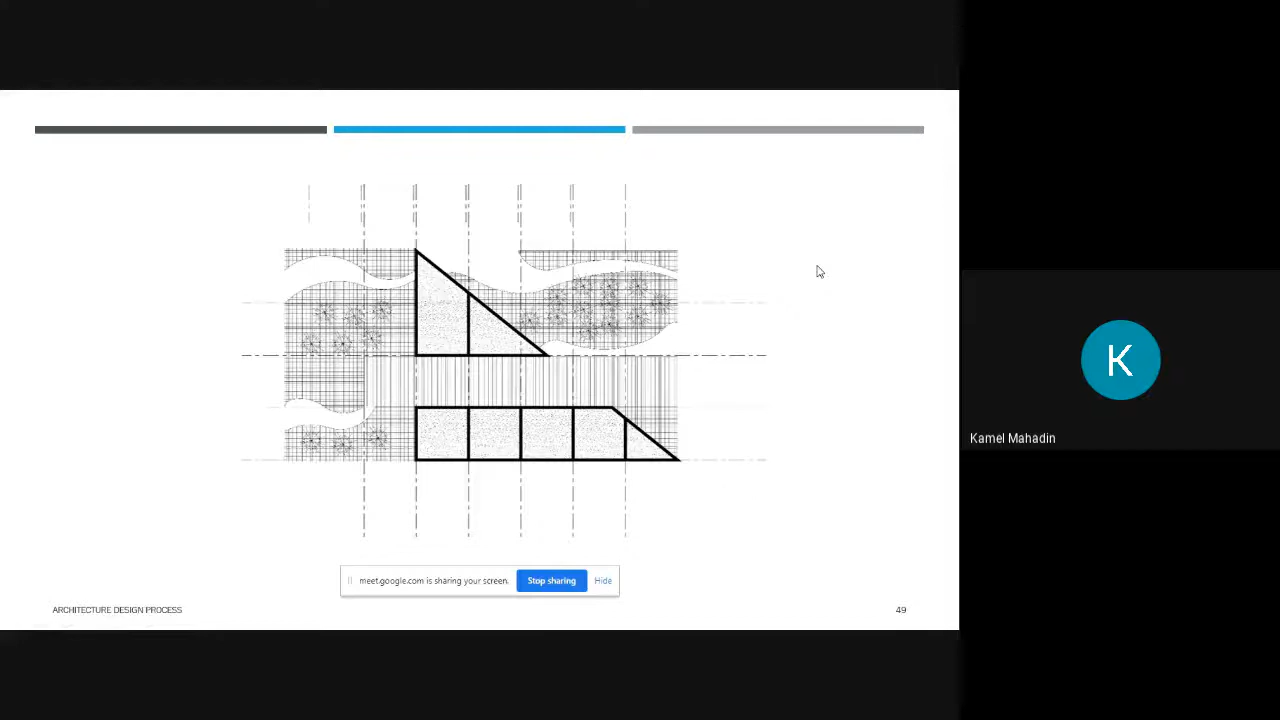 K
Kamel Mahadin
meet.google.com is sharing your screen.
Stop sharing
Hide
ARCHITECTURE DESIGN PROCESS
49